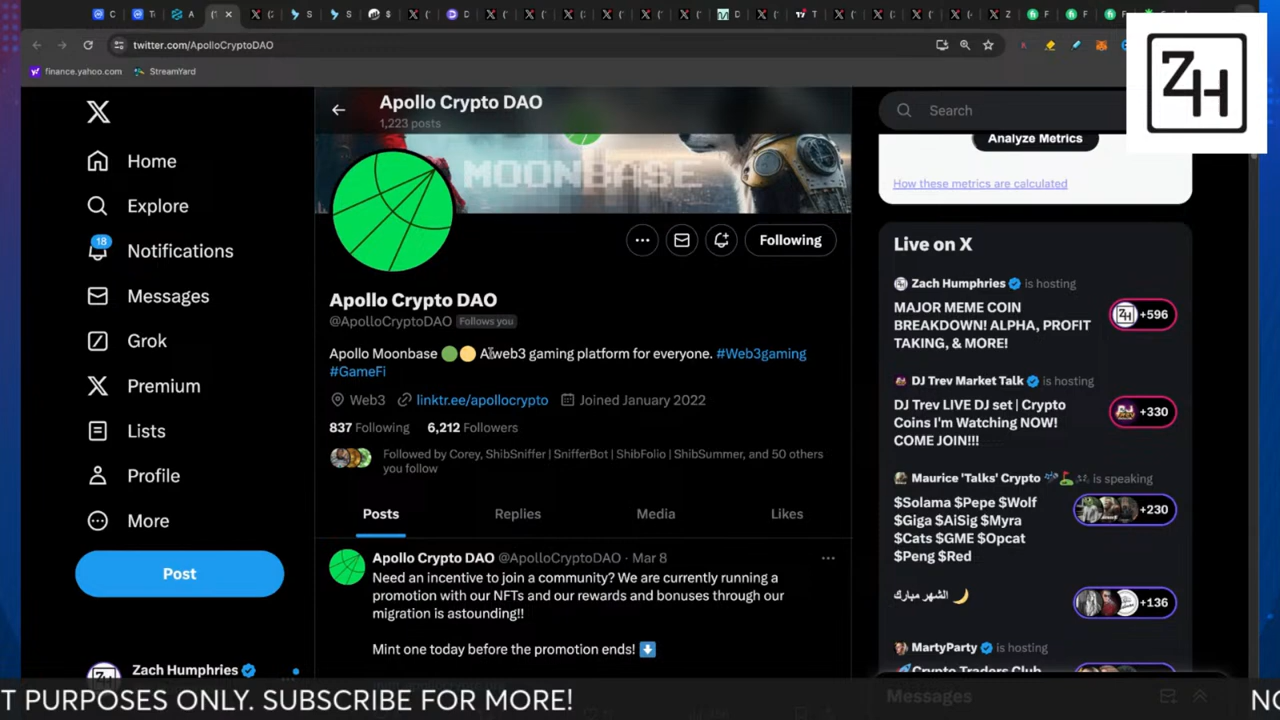 twitter.com/ApolloCryptoDAO
finance.yahoo.com
StreamYard
ZH
X
Home
Explore
18
Notifications
Messages
Grok
Premium
Lists
Profile
More
Post
Zach Humphries
Apollo Crypto DAO
1,223 posts
MOONBASE
Following
Apollo Crypto DAO
@ApolloCryptoDAO Follows you
Apollo Moonbase 🟢🟡 A web3 gaming platform for everyone. #Web3gaming
#GameFi
Web3 linktr.ee/apollocrypto Joined January 2022
837 Following 6,212 Followers
Followed by Corey, ShibSniffer | SnifferBot | ShibFolio | ShibSummer, and 50 others
you follow
Posts Replies Media Likes
Apollo Crypto DAO @ApolloCryptoDAO · Mar 8
Need an incentive to join a community? We are currently running a
promotion with our NFTs and our rewards and bonuses through our
migration is astounding!!
Mint one today before the promotion ends! ⬇️
Search
Analyze Metrics
How these metrics are calculated
Live on X
Zach Humphries is hosting
MAJOR MEME COIN
BREAKDOWN! ALPHA, PROFIT
TAKING, & MORE!
+596
DJ Trev Market Talk is hosting
DJ Trev LIVE DJ set | Crypto
Coins I'm Watching NOW!
COME JOIN!!!
+330
Maurice 'Talks' Crypto is speaking
$Solama $Pepe $Wolf
$Giga $AiSig $Myra
$Cats $GME $Opcat
$Peng $Red
+230
الشهر مبارك 🌙
+136
MartyParty is hosting
Crypto Traders Club
Messages
T PURPOSES ONLY. SUBSCRIBE FOR MORE!
NO